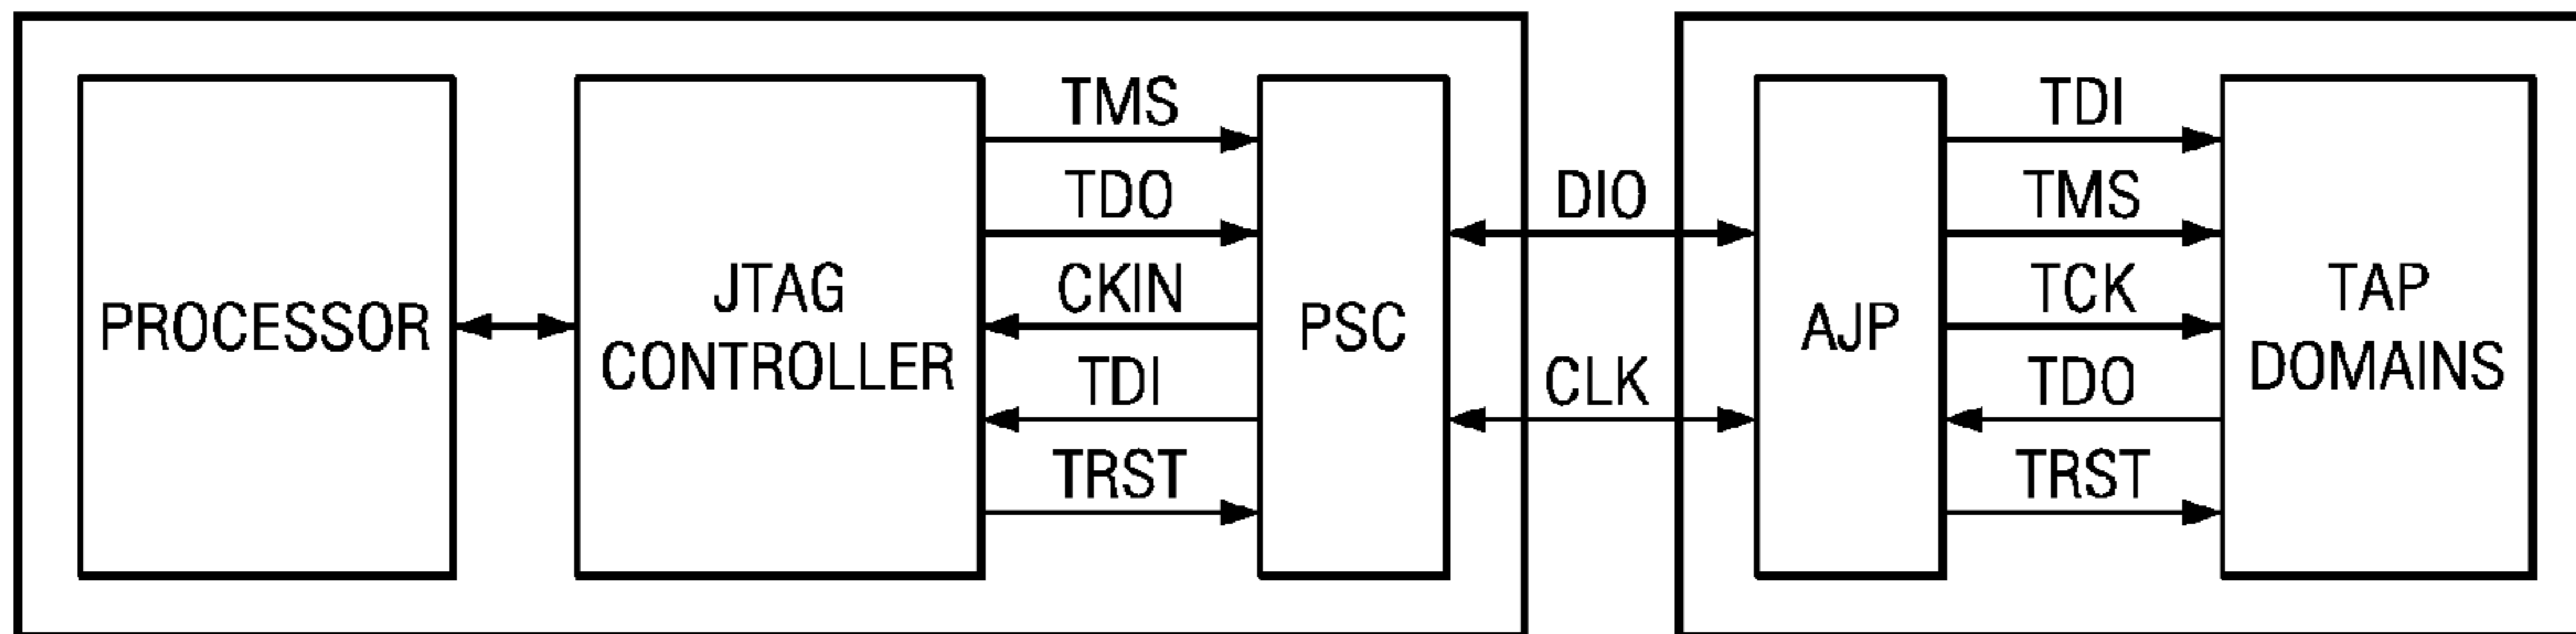 PROCESSOR
JTAG
CONTROLLER
TMS
TDO
CKIN
TDI
TRST
PSC
DIO
CLK
AJP
TDI
TMS
TCK
TDO
TRST
TAP
DOMAINS